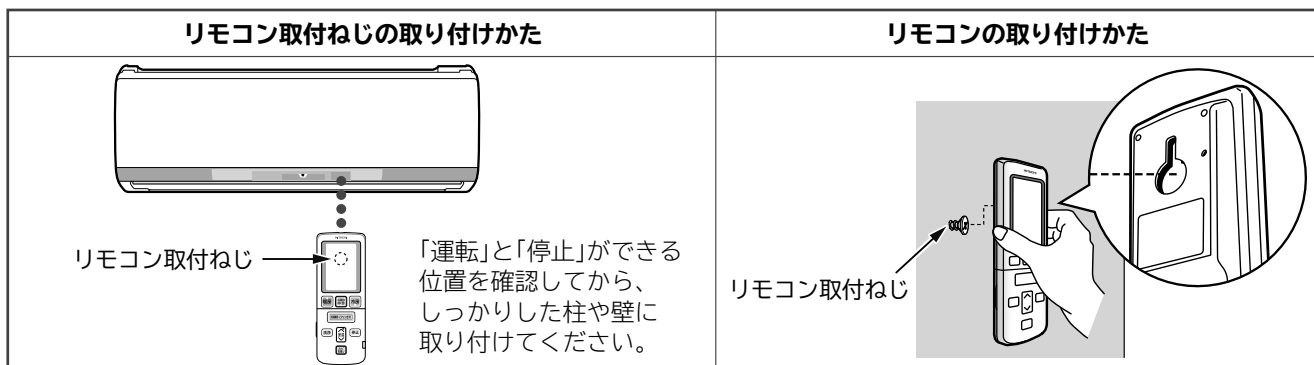 リモコン取付ねじの取り付けかた
リモコン取付ねじ
「運転」と「停止」ができる
位置を確認してから、
しっかりした柱や壁に
取り付けてください。
リモコンの取り付けかた
リモコン取付ねじ